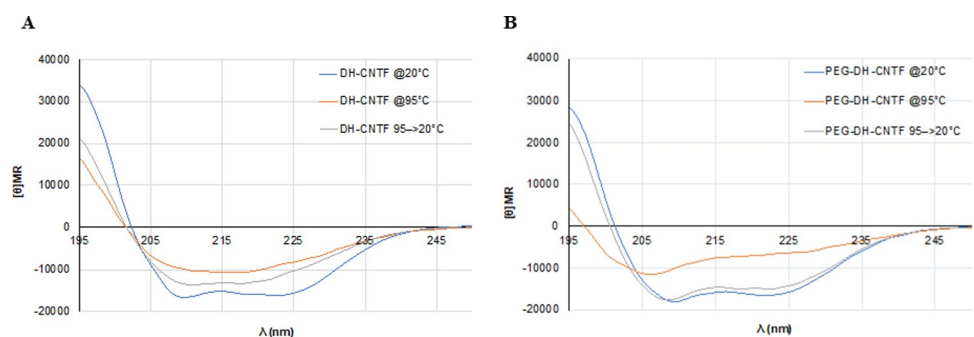 A
40000
30000
20000
10000
0
-10000
-20000
[θ]MR
195
205
215
225
235
245
λ (nm)
DH-CNTF @20°C
DH-CNTF @95°C
DH-CNTF 95-->20°C
B
40000
30000
20000
10000
0
-10000
-20000
[θ]MR
195
205
215
225
235
245
λ (nm)
PEG-DH-CNTF @20°C
PEG-DH-CNTF @95°C
PEG-DH-CNTF 95-->20°C